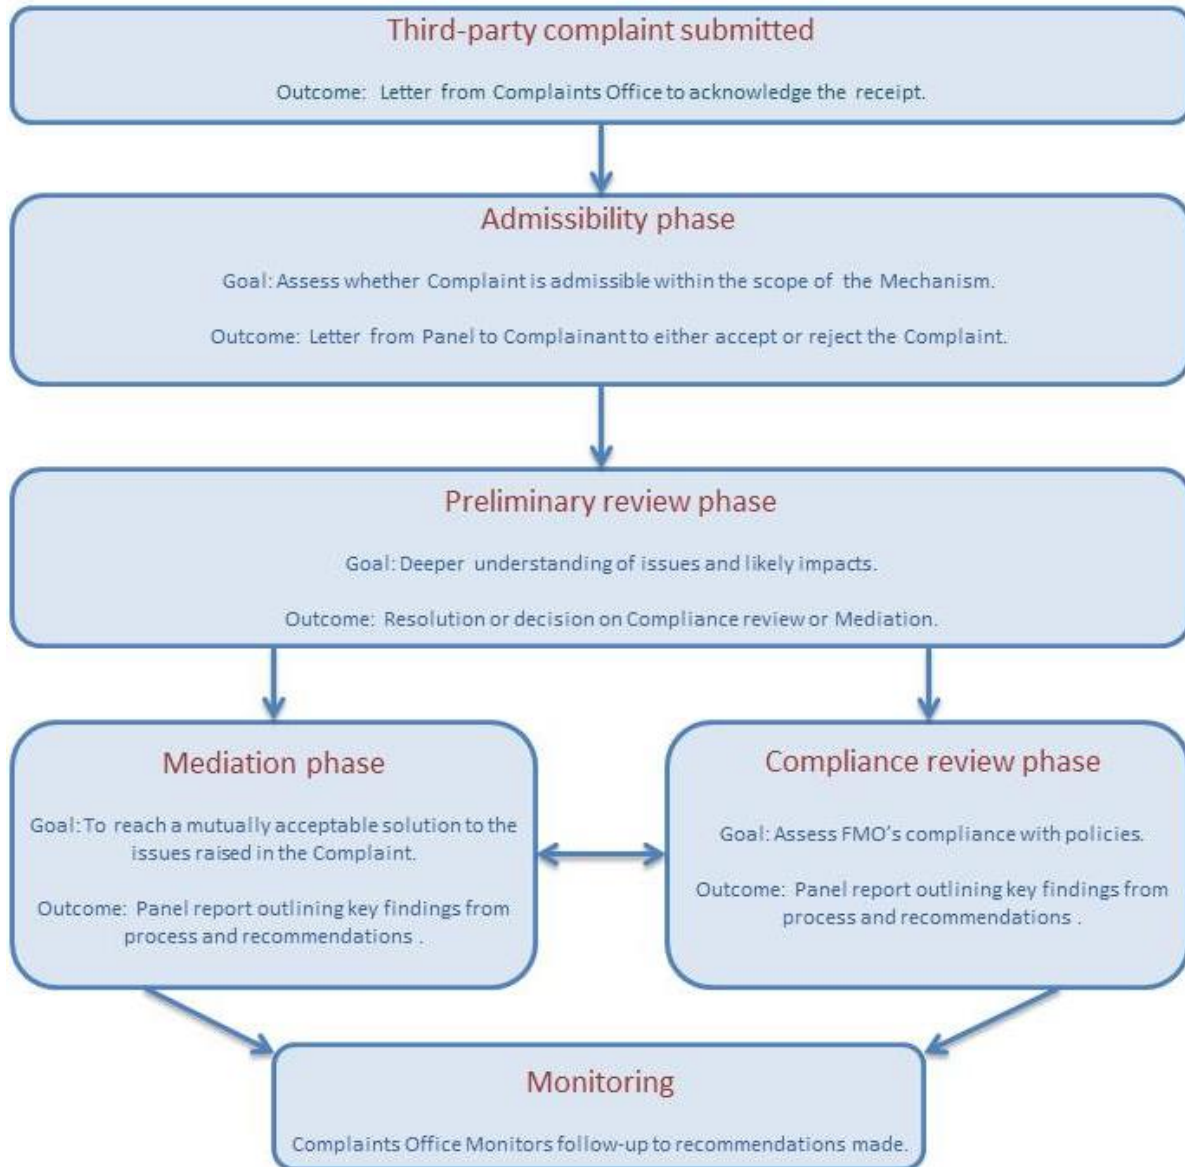 Third-party complaint submitted
Outcome: Letter from Complaints Office to acknowledge the receipt.
Admissibility phase
Goal: Assess whether Complaint is admissible within the scope of the Mechanism.
Outcome: Letter from Panel to Complainant to either accept or reject the Complaint.
Preliminary review phase
Goal: Deeper understanding of issues and likely impacts.
Outcome: Resolution or decision on Compliance review or Mediation.
Mediation phase
Goal: To reach a mutually acceptable solution to the
issues raised in the Complaint.
Outcome: Panel report outlining key findings from
process and recommendations .
Compliance review phase
Goal: Assess FMO's compliance with policies.
Outcome: Panel report outlining key findings from
process and recommendations .
Monitoring
Complaints Office Monitors follow-up to recommendations made.